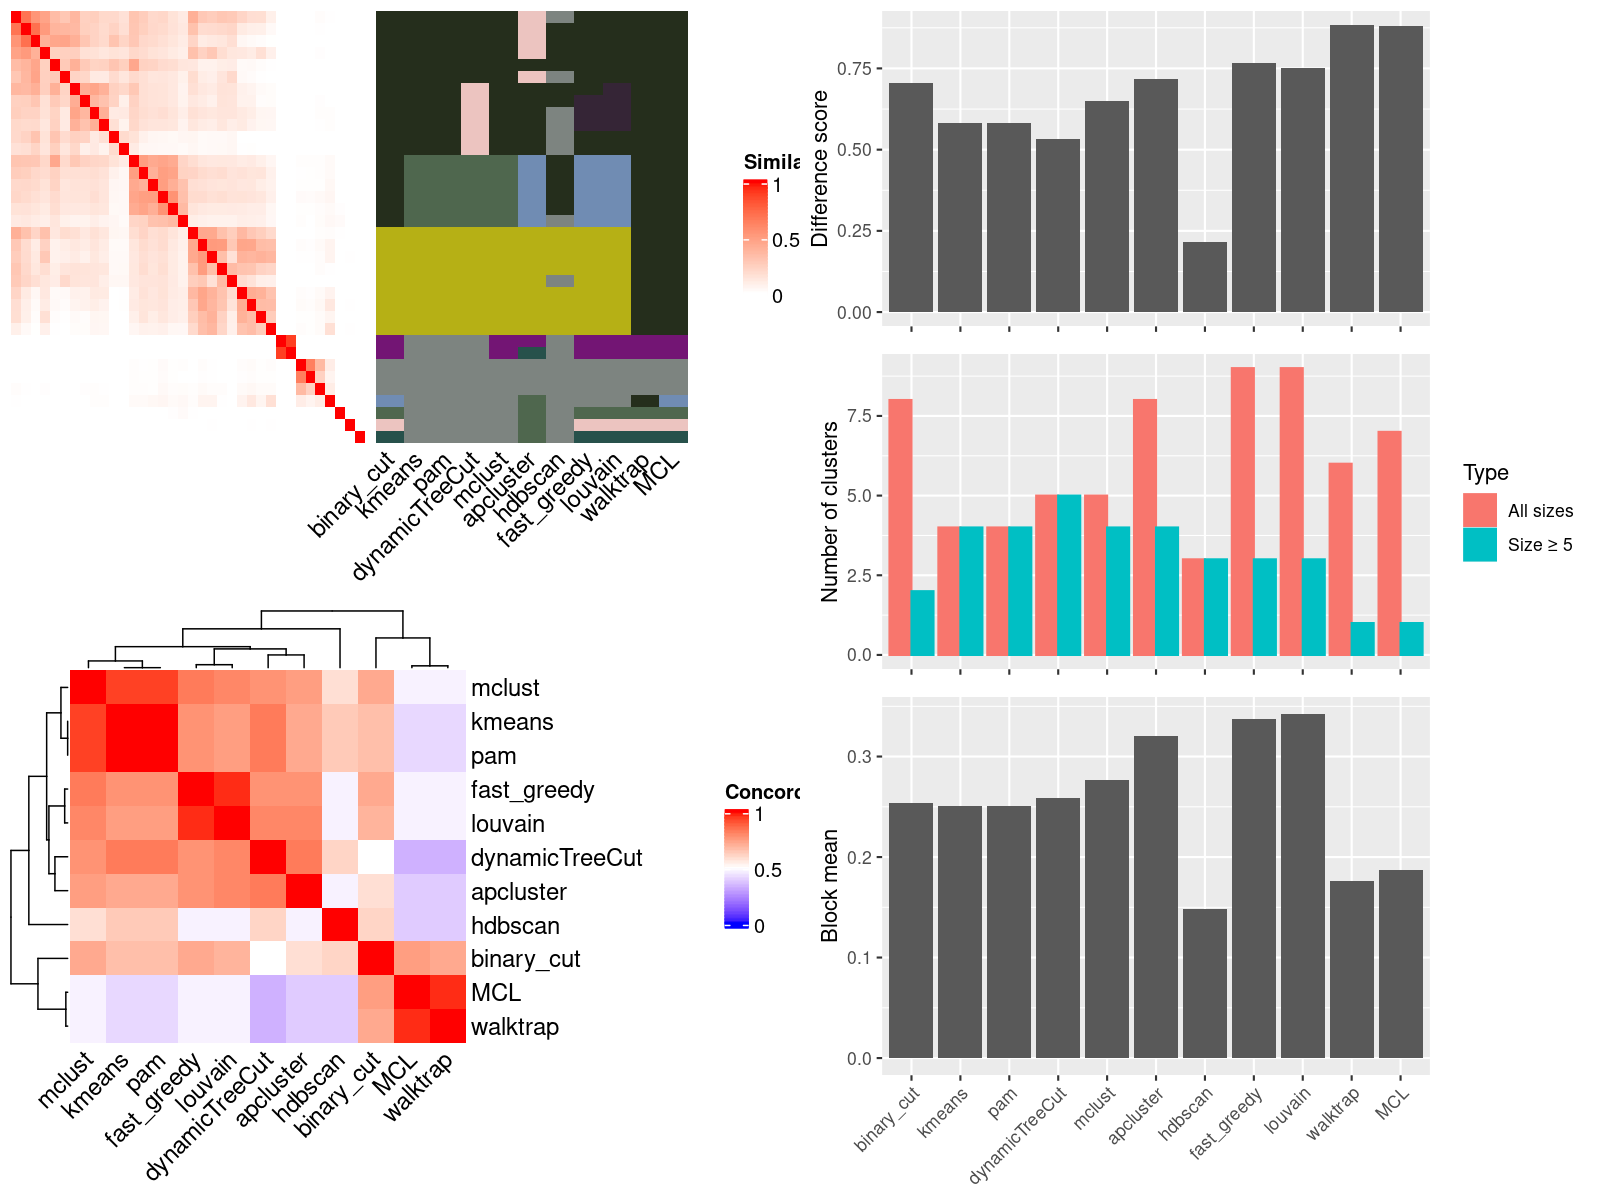 Simila
1
0.5
0
binary_cut
kmeans
pam
dynamicTreeCut
mclust
apcluster
hdbscan
fast_greedy
louvain
walktrap
MCL
mclust
kmeans
pam
fast_greedy
louvain
dynamicTreeCut
apcluster
hdbscan
binary_cut
MCL
walktrap
mclust
kmeans
pam
fast_greedy
louvain
dynamicTreeCut
apcluster
hdbscan
binary_cut
MCL
walktrap
Concord
1
0.5
0
Difference score
0.75
0.50
0.25
0.00
Number of clusters
7.5
5.0
2.5
0.0
Type
All sizes
Size ≥ 5
Block mean
0.3
0.2
0.1
0.0
binary_cut
kmeans
pam
dynamicTreeCut
mclust
apcluster
hdbscan
fast_greedy
louvain
walktrap
MCL